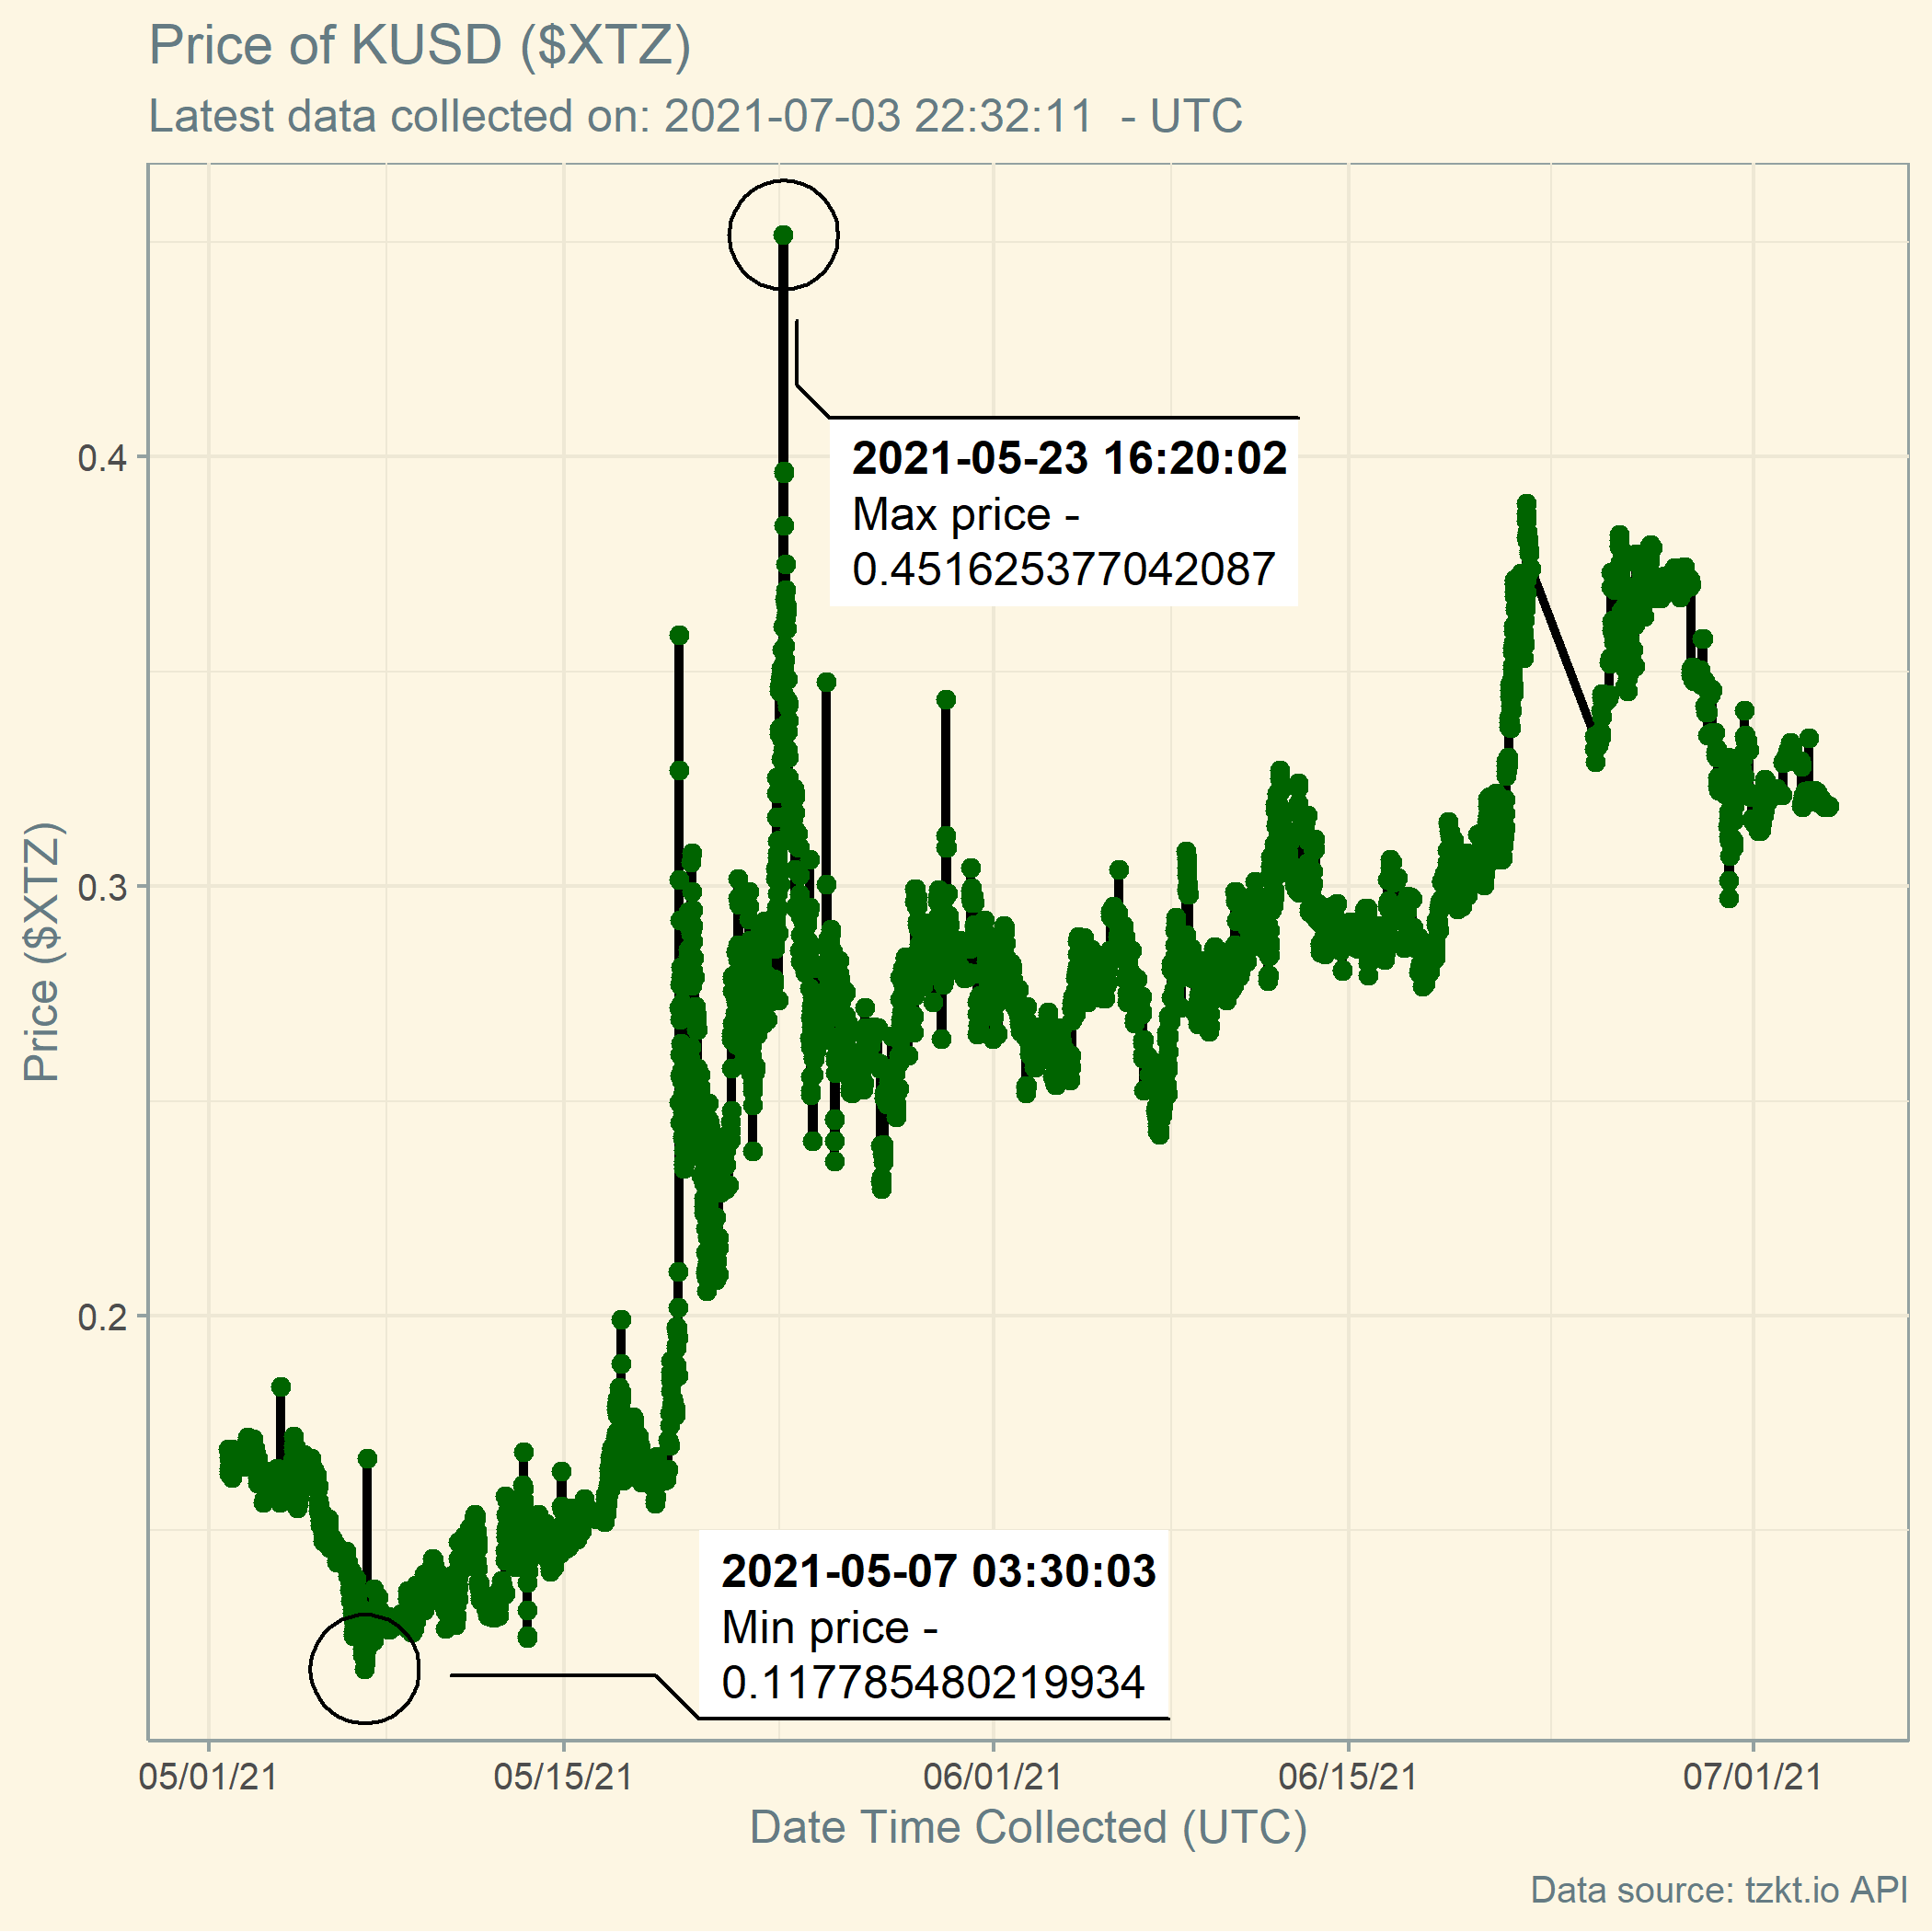 Price of KUSD ($XTZ)
Latest data collected on: 2021-07-03 22:32:11  - UTC
2021-05-23 16:20:02
Max price -
0.451625377042087
0.4
0.3
0.2
Price ($XTZ)
2021-05-07 03:30:03
Min price -
0.117785480219934
05/01/21
05/15/21
06/01/21
06/15/21
07/01/21
Date Time Collected (UTC)
Data source: tzkt.io API